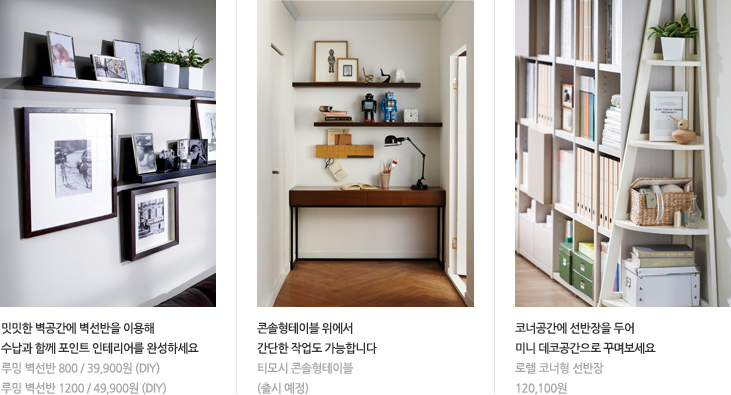 밋밋한 벽공간에 벽선반을 이용해
수납과 함께 포인트 인테리어를 완성하세요
루밍 벽선반 800 / 39,900원 (DIY)
루밍 벽선반 1200 / 49,900원 (DIY)
콘솔형테이블 위에서
간단한 작업도 가능합니다
티모시 콘솔형테이블
(출시 예정)
코너공간에 선반장을 두어
미니 데코공간으로 꾸며보세요
로렐 코너형 선반장
120,100원